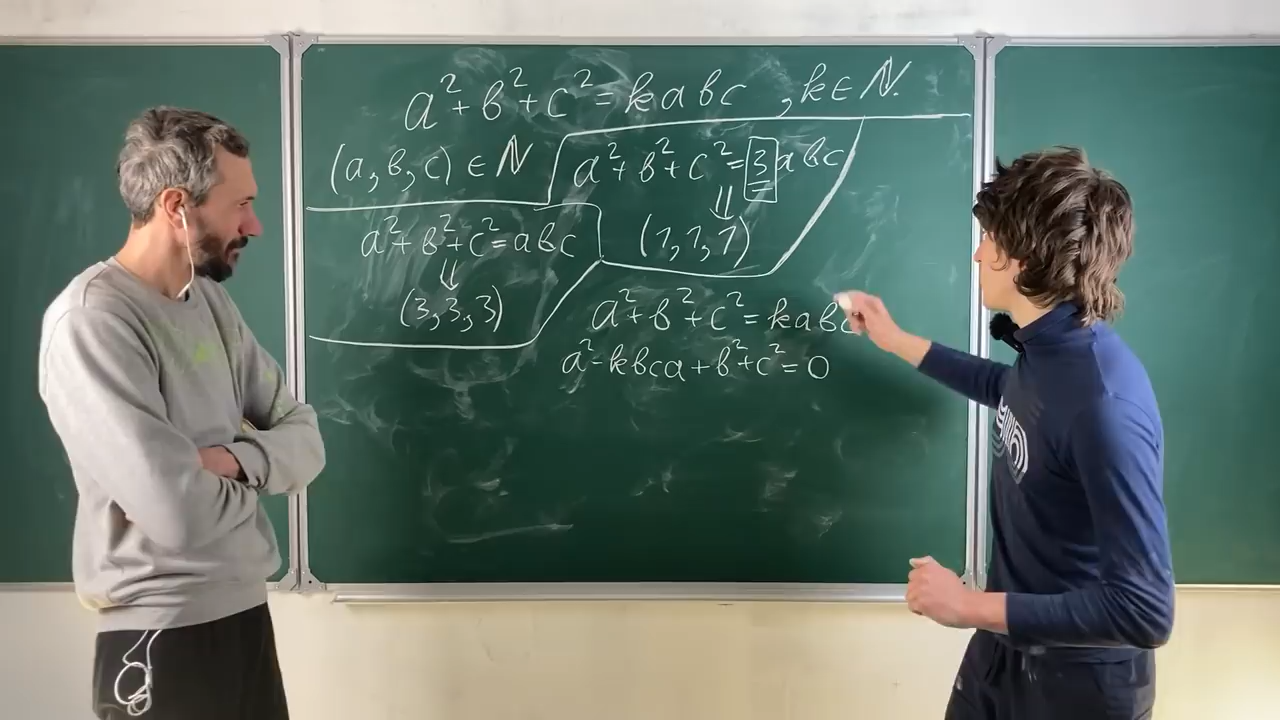 a²+b²+c²=kabc, k∈ℕ.
(a,b,c)∈ℕ
a²+b²+c²=3abc
⇓
(1,1,1)
a²+b²+c²=abc
⇓
(3,3,3)
a²+b²+c²=kabc
a²-kbca+b²+c²=0